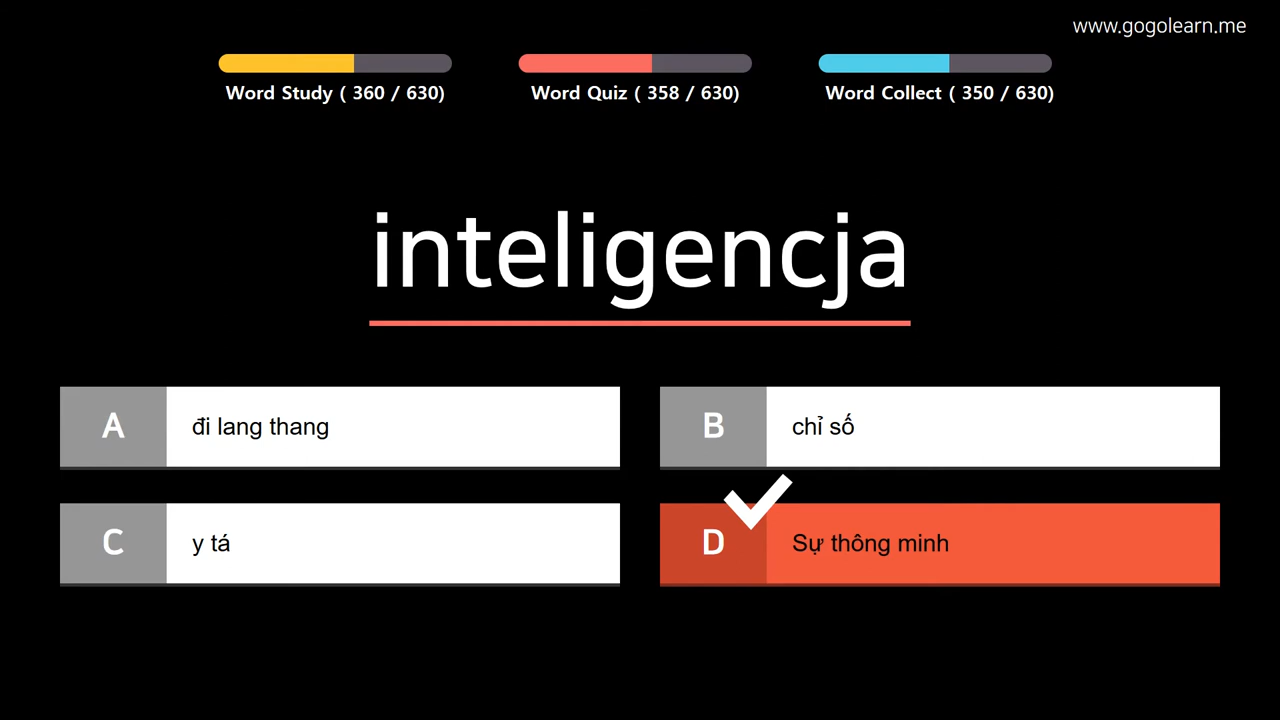 www.gogolearn.me
Word Study ( 360 / 630)
Word Quiz ( 358 / 630)
Word Collect ( 350 / 630)
inteligencja
A đi lang thang
B chỉ số
C y tá
D Sự thông minh